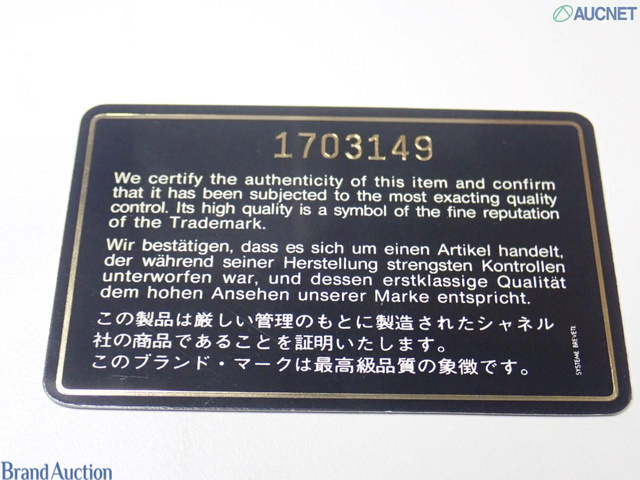 AUCNET
1703149
We certify the authenticity of this item and confirm
that it has been subjected to the most exacting quality
control. Its high quality is a symbol of the fine reputation
of the Trademark.
Wir bestätigen, dass es sich um einen Artikel handelt,
der während seiner Herstellung strengsten Kontrollen
unterworfen war, und dessen erstklassige Qualität
dem hohen Ansehen unserer Marke entspricht.
この製品は厳しい管理のもとに製造されたシャネル
社の商品であることを証明いたします。
このブランド・マークは最高級品質の象徴です。
SYSTEME BREVETE
Brand Auction